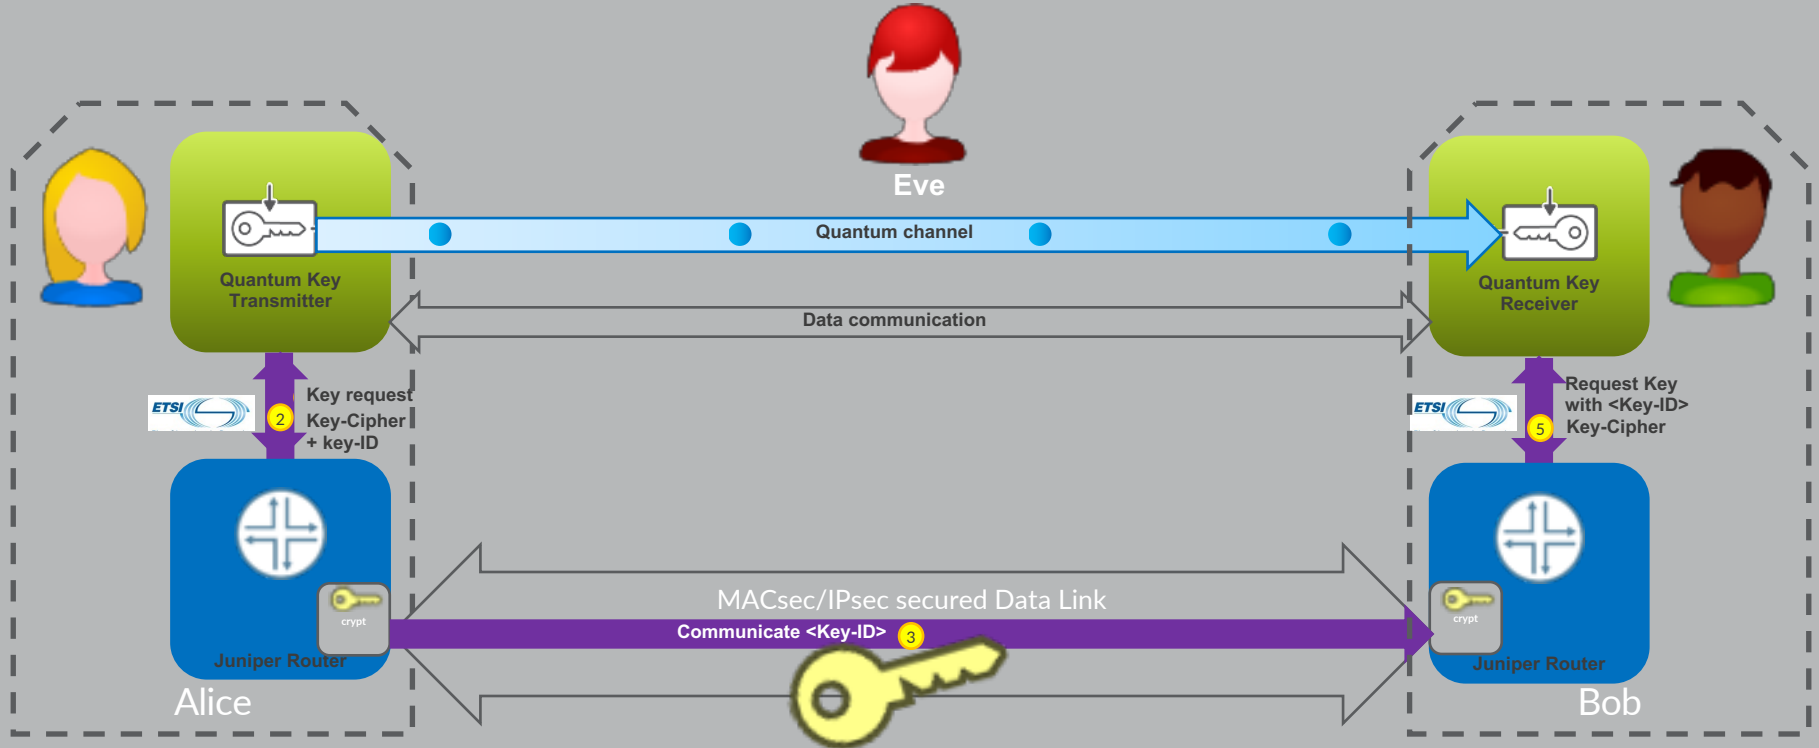 Eve
Quantum channel
Quantum Key
Transmitter
Quantum Key
Receiver
Data communication
ETSI
2
Key request
Key-Cipher
+ key-ID
ETSI
5
Request Key
with <Key-ID>
Key-Cipher
MACsec/IPsec secured Data Link
Communicate <Key-ID>
3
crypt
Juniper Router
crypt
Juniper Router
Alice
Bob